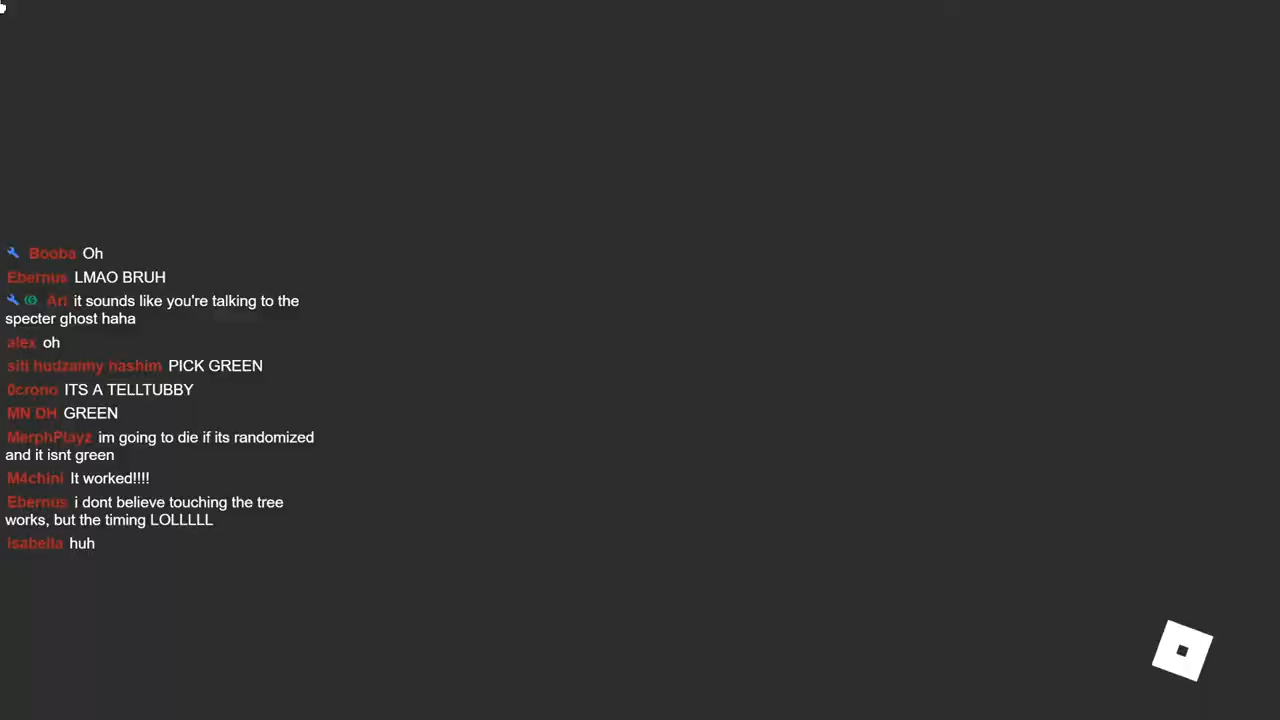 Booba Oh
Ebernus LMAO BRUH
Ari it sounds like you're talking to the
specter ghost haha
alex oh
siti hudzaimy hashim PICK GREEN
0crono ITS A TELLTUBBY
MN DH GREEN
MerphPlayz im going to die if its randomized
and it isnt green
M4chini It worked!!!!
Ebernus i dont believe touching the tree
works, but the timing LOLLLLL
isabella huh